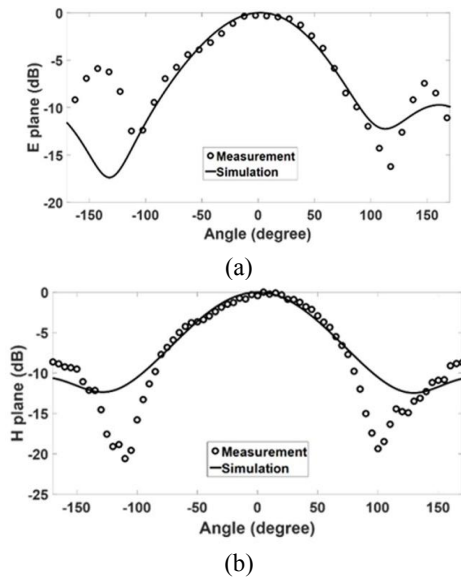 0
-5
-10
-15
-20
E plane (dB)
Measurement
Simulation
-150 -100 -50 0 50 100 150
Angle (degree)
(a)
0
-5
-10
-15
-20
-25
H plane (dB)
Measurement
Simulation
-150 -100 -50 0 50 100 150
Angle (degree)
(b)